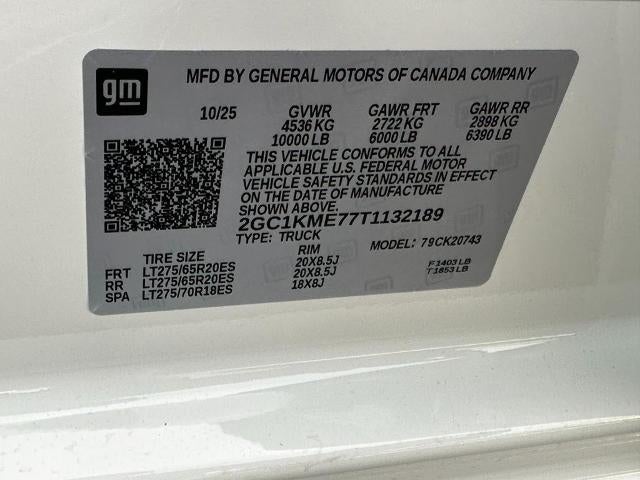 gm
MFD BY GENERAL MOTORS OF CANADA COMPANY
10/25 GVWR GAWR FRT GAWR RR
4536 KG 2722 KG 2898 KG
10000 LB 6000 LB 6390 LB
THIS VEHICLE CONFORMS TO ALL
APPLICABLE U.S. FEDERAL MOTOR
VEHICLE SAFETY STANDARDS IN EFFECT
ON THE DATE OF MANUFACTURE
SHOWN ABOVE.
2GC1KME77T1132189
TYPE: TRUCK MODEL: 79CK20743
TIRE SIZE RIM
FRT LT275/65R20ES 20X8.5J F1403 LB
RR LT275/65R20ES 20X8.5J T1853 LB
SPA LT275/70R18ES 18X8J